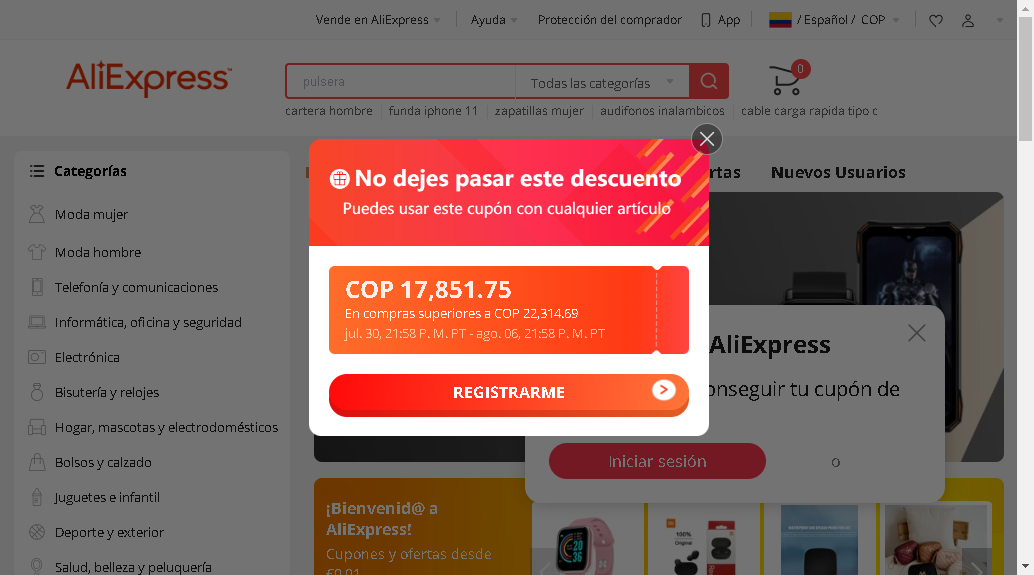 Vende en AliExpress
Ayuda
Protección del comprador
App
/ Español / COP
AliExpress
pulsera
Todas las categorías
0
cartera hombre
funda iphone 11
zapatillas mujer
audifonos inalambicos
cable carga rapida tipo c
Categorías
Moda mujer
Moda hombre
Telefonía y comunicaciones
Informática, oficina y seguridad
Electrónica
Bisutería y relojes
Hogar, mascotas y electrodomésticos
Bolsos y calzado
Juguetes e infantil
Deporte y exterior
Salud, belleza y peluquería
Nuevos Usuarios
No dejes pasar este descuento
Puedes usar este cupón con cualquier artículo
COP 17,851.75
En compras superiores a COP 22,314.69
jul. 30, 21:58 P. M. PT - ago. 06, 21:58 P. M. PT
REGISTRARME
AliExpress
onseguir tu cupón de
Iniciar sesión
o
¡Bienvenid@ a
AliExpress!
Cupones y ofertas desde
€0,01
100%